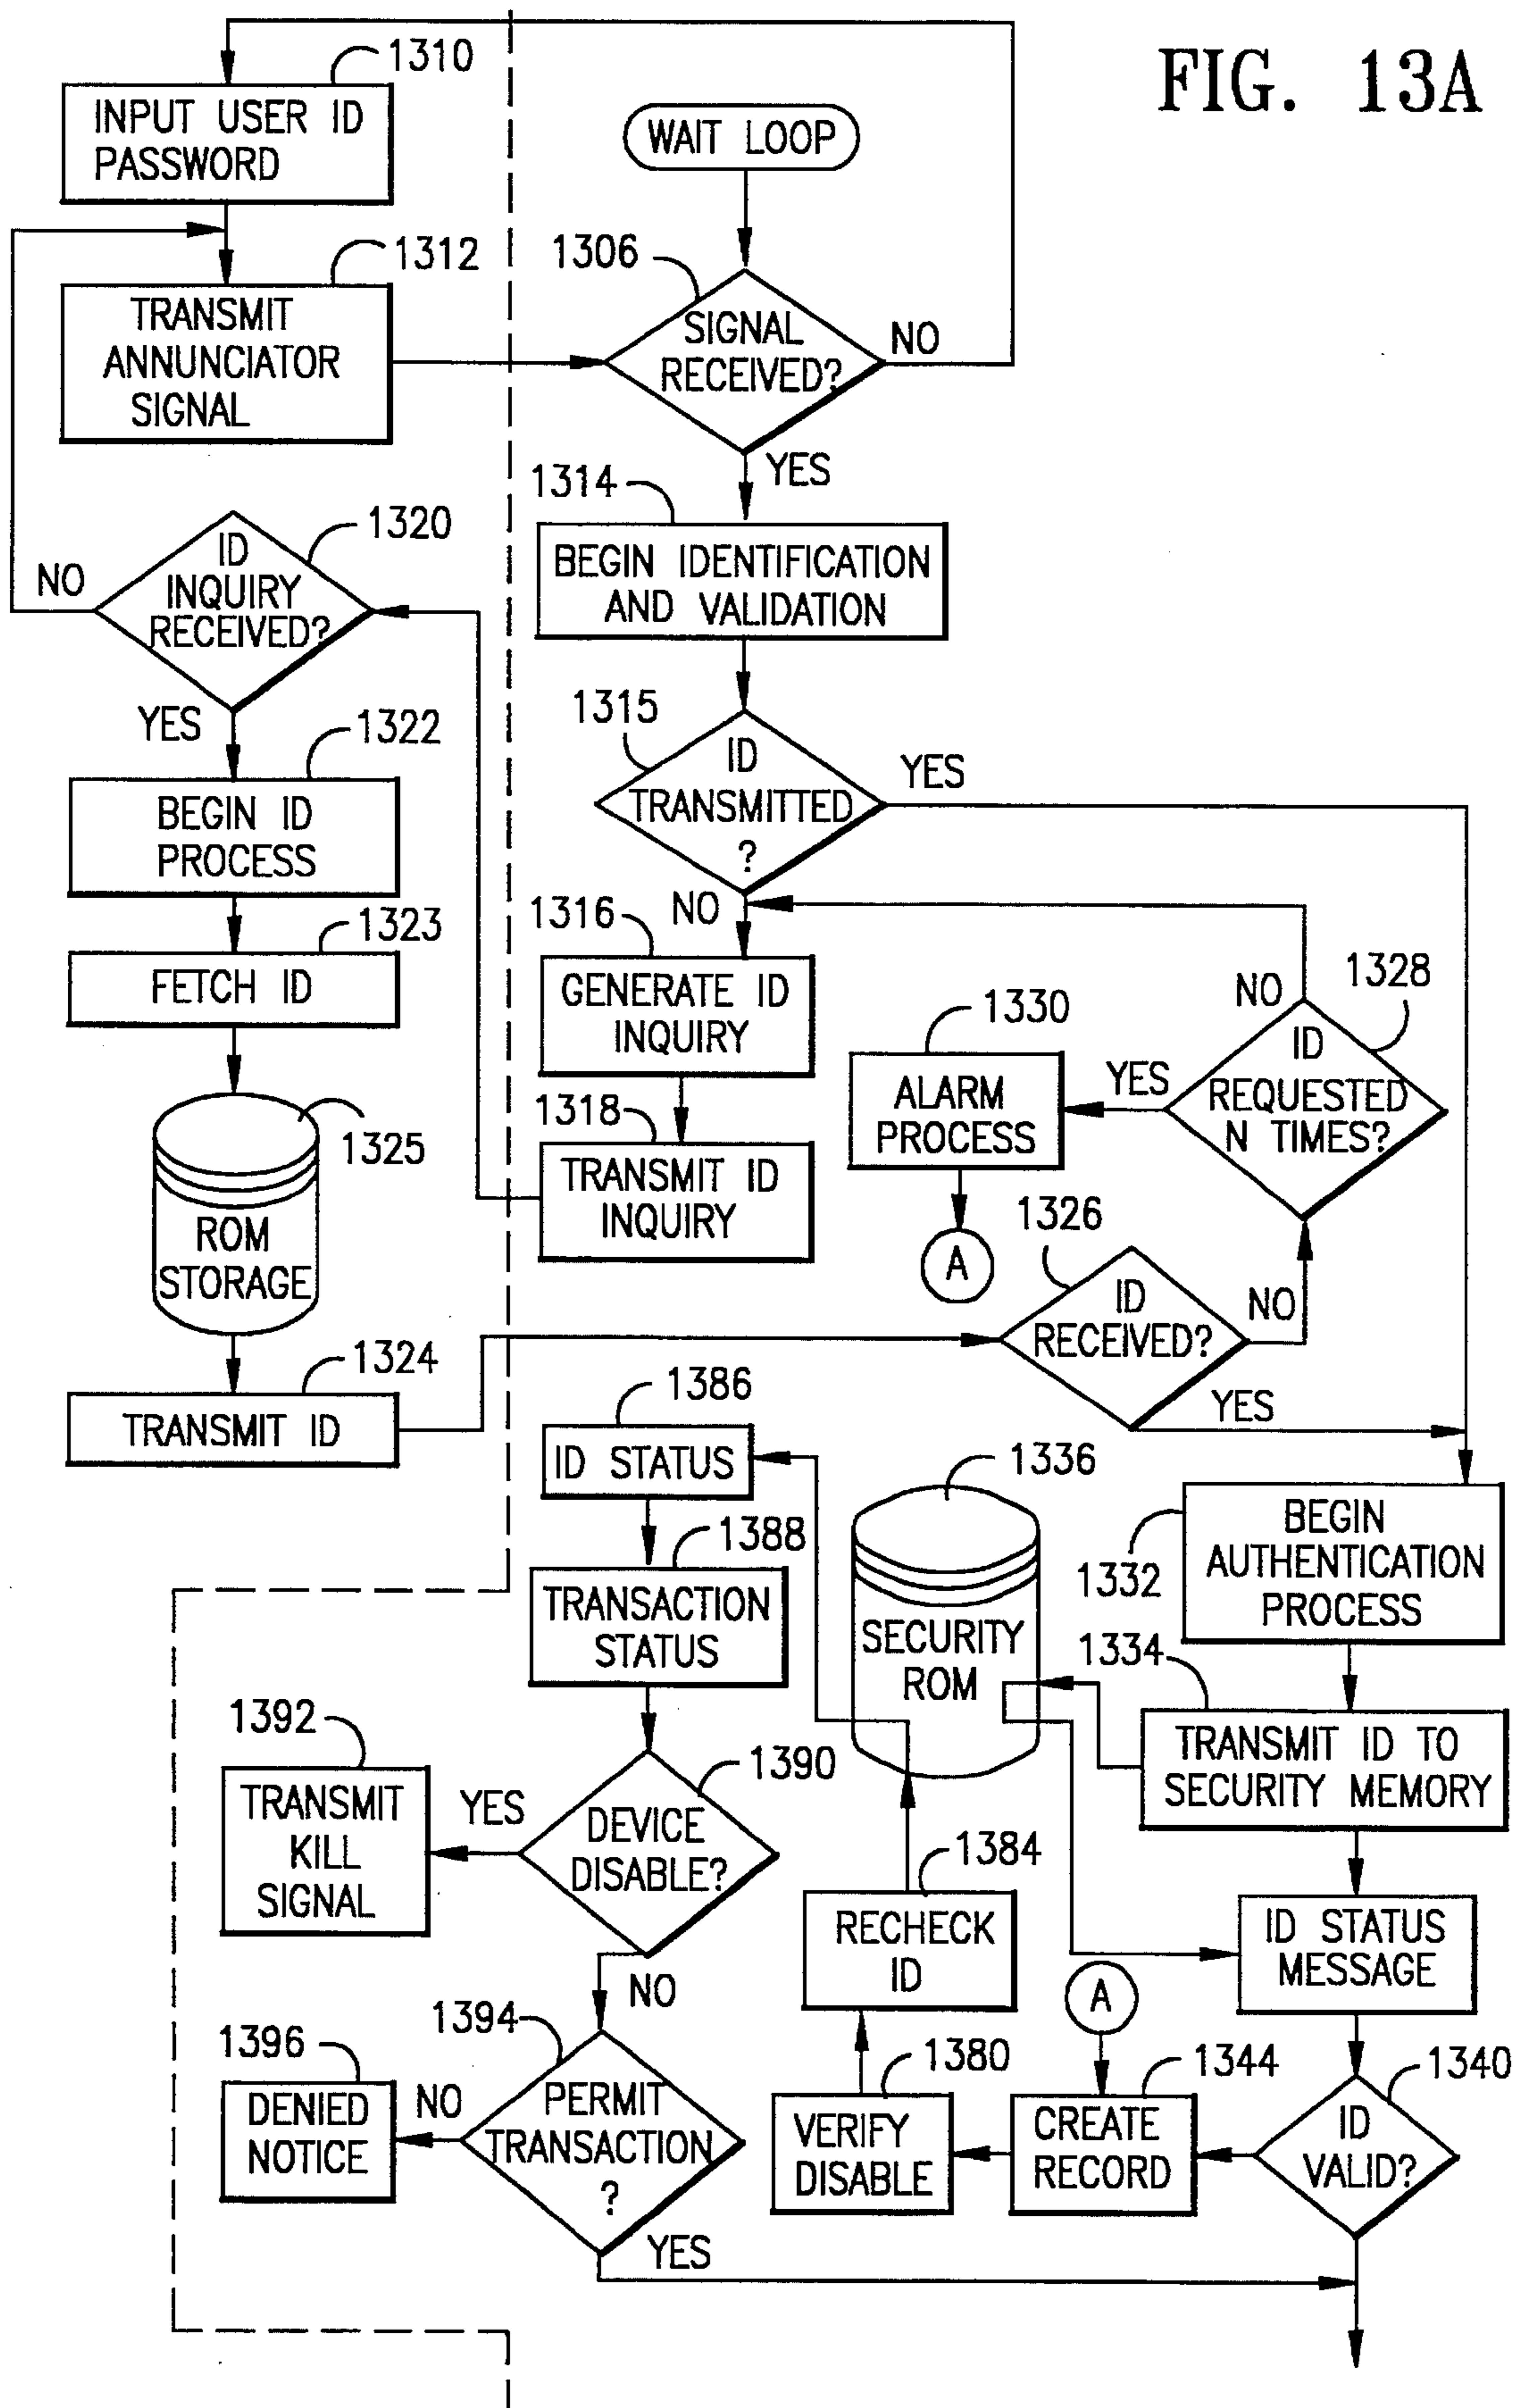 FIG. 13A
1310
INPUT USER ID
PASSWORD
WAIT LOOP
1312
TRANSMIT
ANNUNCIATOR
SIGNAL
1306
SIGNAL
RECEIVED?
NO
YES
1314
BEGIN IDENTIFICATION
AND VALIDATION
1320
ID
INQUIRY
RECEIVED?
NO
YES
1315
ID
TRANSMITTED
?
YES
NO
1322
BEGIN ID
PROCESS
1323
FETCH ID
1325
ROM
STORAGE
1324
TRANSMIT ID
1316
GENERATE ID
INQUIRY
1318
TRANSMIT ID
INQUIRY
1328
NO
ID
REQUESTED
N TIMES?
YES
1330
ALARM
PROCESS
A
1326
ID
RECEIVED?
NO
YES
1386
ID STATUS
1388
TRANSACTION
STATUS
1336
SECURITY
ROM
1332
BEGIN
AUTHENTICATION
PROCESS
1334
TRANSMIT ID TO
SECURITY MEMORY
1392
TRANSMIT
KILL
SIGNAL
YES
1390
DEVICE
DISABLE?
NO
1384
RECHECK
ID
ID STATUS
MESSAGE
A
1396
DENIED
NOTICE
NO
1394
PERMIT
TRANSACTION
?
YES
1380
VERIFY
DISABLE
1344
CREATE
RECORD
1340
ID
VALID?